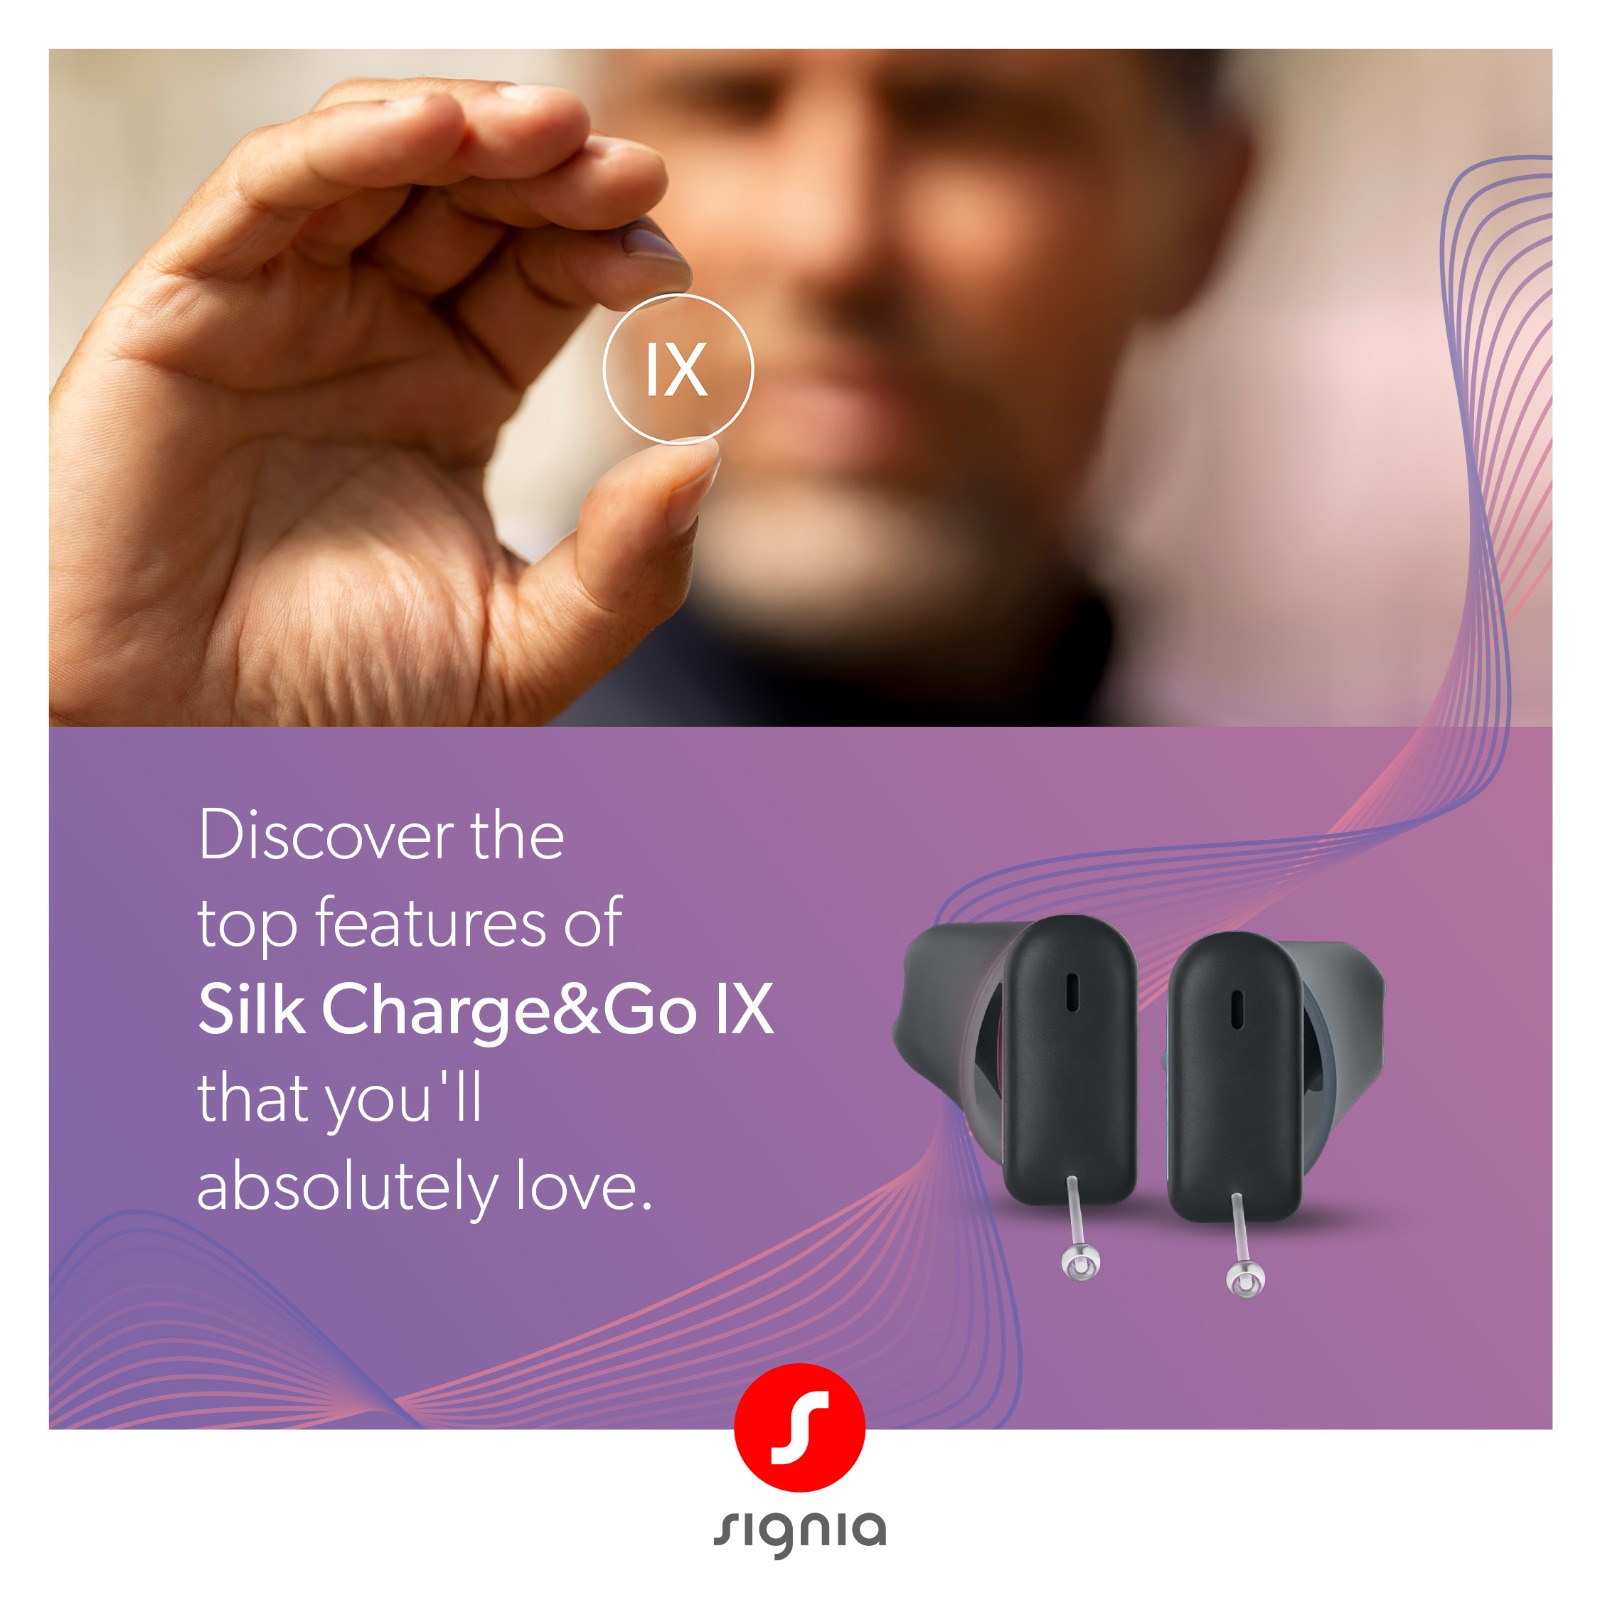 IX
Discover the
top features of
Silk Charge&Go IX
that you'll
absolutely love.
signia